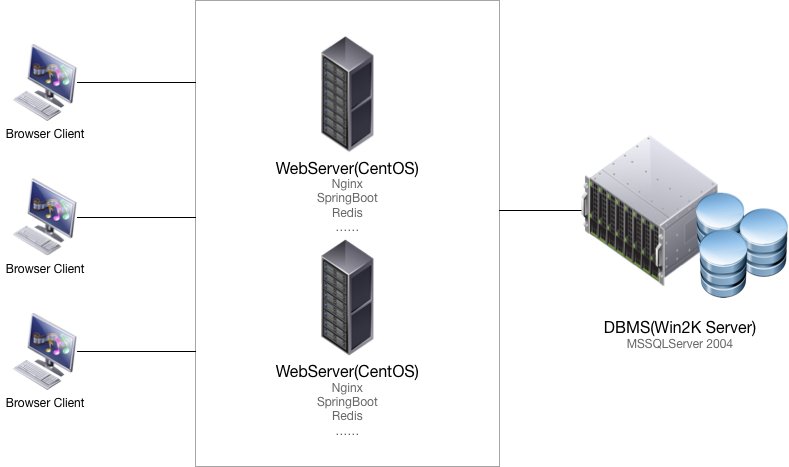 Browser Client
Browser Client
Browser Client
WebServer(CentOS)
Nginx
SpringBoot
Redis
......
WebServer(CentOS)
Nginx
SpringBoot
Redis
......
DBMS(Win2K Server)
MSSQLServer 2004